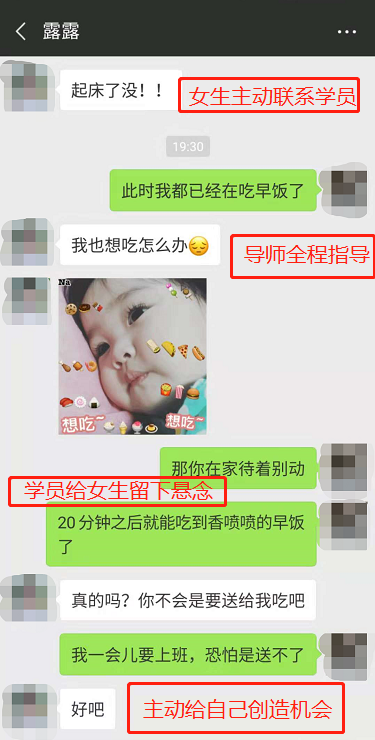 露露
起床了没！！
女生主动联系学员
19:30
此时我都已经在吃早饭了
我也想吃怎么办
导师全程指导
Na
想吃~
想吃~
那你在家待着别动
学员给女生留下悬念
20 分钟之后就能吃到香喷喷的早饭
了
真的吗？你不会是要送给我吃吧
我一会儿要上班，恐怕是送不了
好吧
主动给自己创造机会